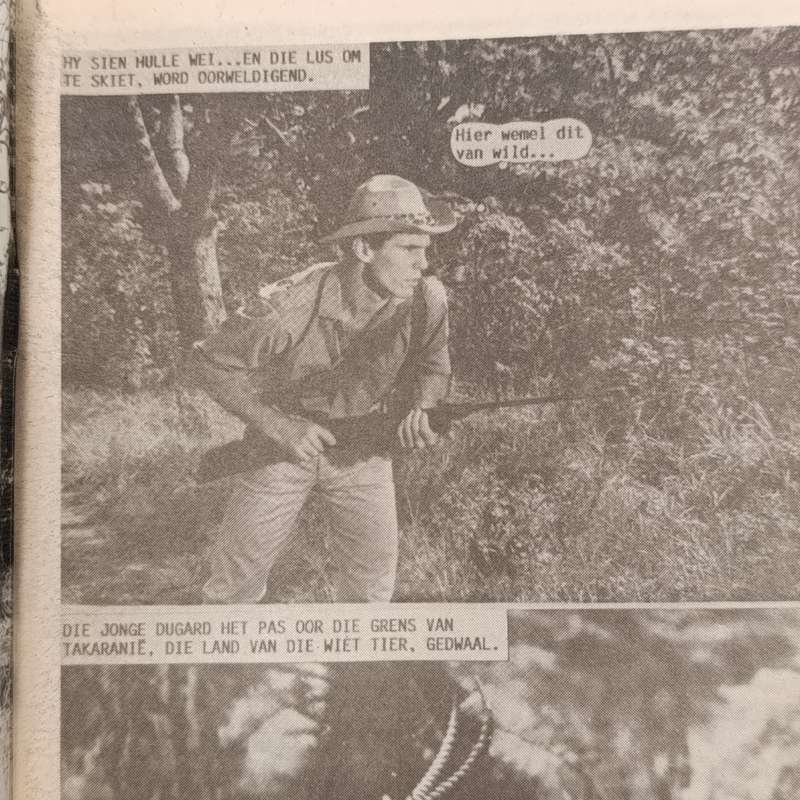 HY SIEN HULLE WEI...EN DIE LUS OM
TE SKIET, WORD OORWELDIGEND.
Hier wemel dit
van wild...
DIE JONGE DUGARD HET PAS OOR DIE GRENS VAN
TAKARANIË, DIE LAND VAN DIE WIET TIER, GEDWAAL.